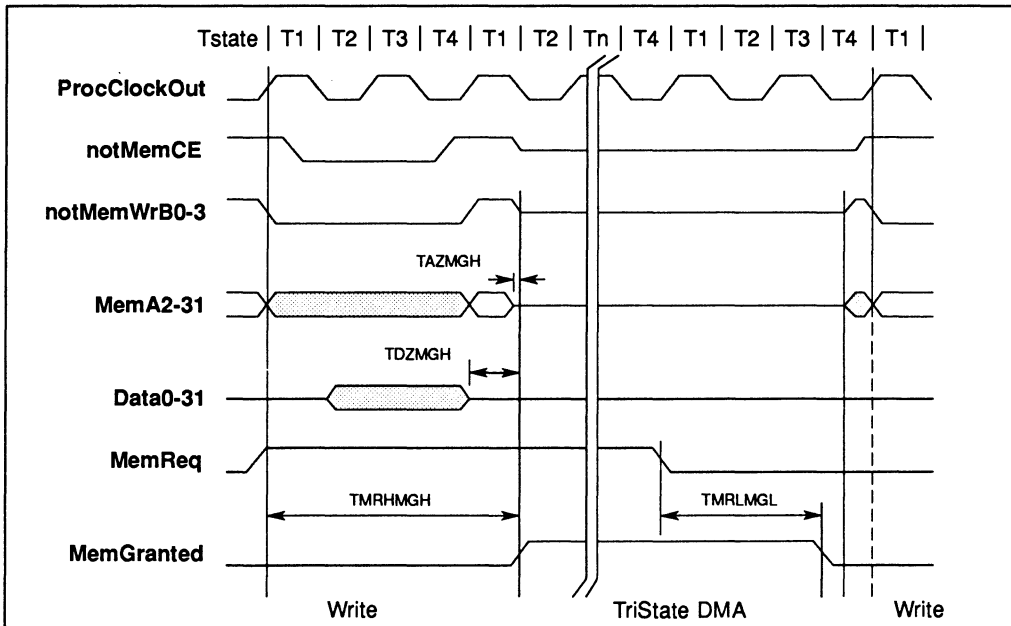 Tstate | T1 | T2 | T3 | T4 | T1 | T2 | Tn | T4 | T1 | T2 | T3 | T4 | T1 |
ProcClockOut
notMemCE
notMemWrB0-3
TAZMGH
MemA2-31
TDZMGH
Data0-31
MemReq
TMRHMGH
TMRLMGL
MemGranted
Write
TriState DMA
Write